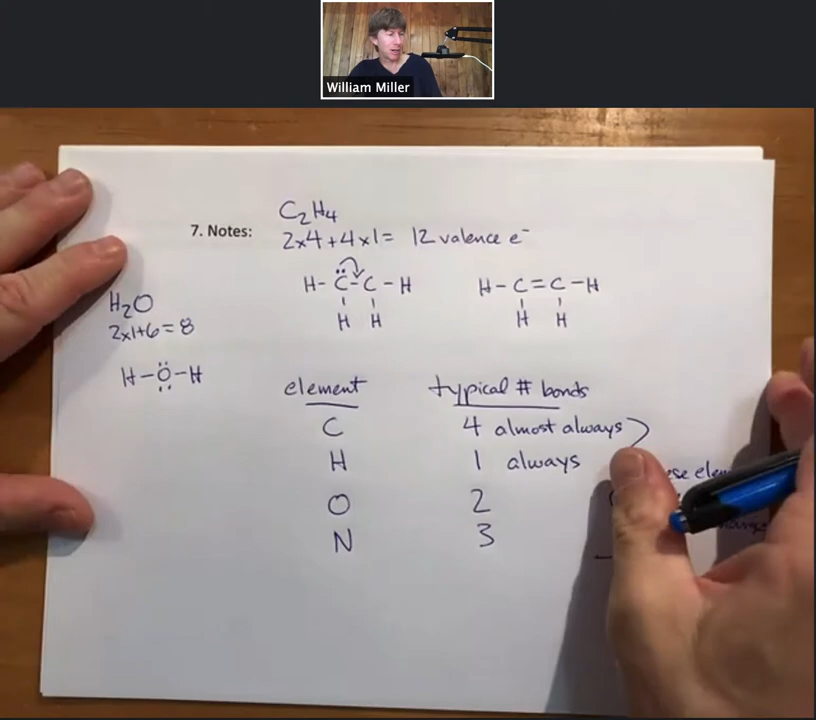 William Miller
C₂H₄
7. Notes: 2x4 + 4x1 = 12 valence e⁻
H - C̈ - C - H H - C = C - H
H H H H
H₂O
2x1+6 = 8
H - Ö - H
element typical # bonds
C 4 almost always
H 1 always
O 2
N 3